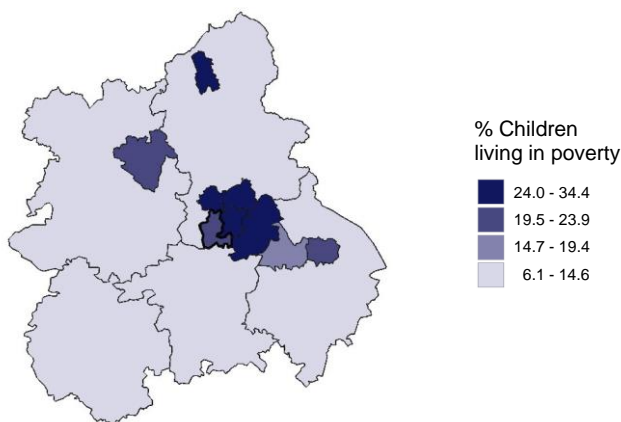 % Children
living in poverty
24.0 - 34.4
19.5 - 23.9
14.7 - 19.4
6.1 - 14.6